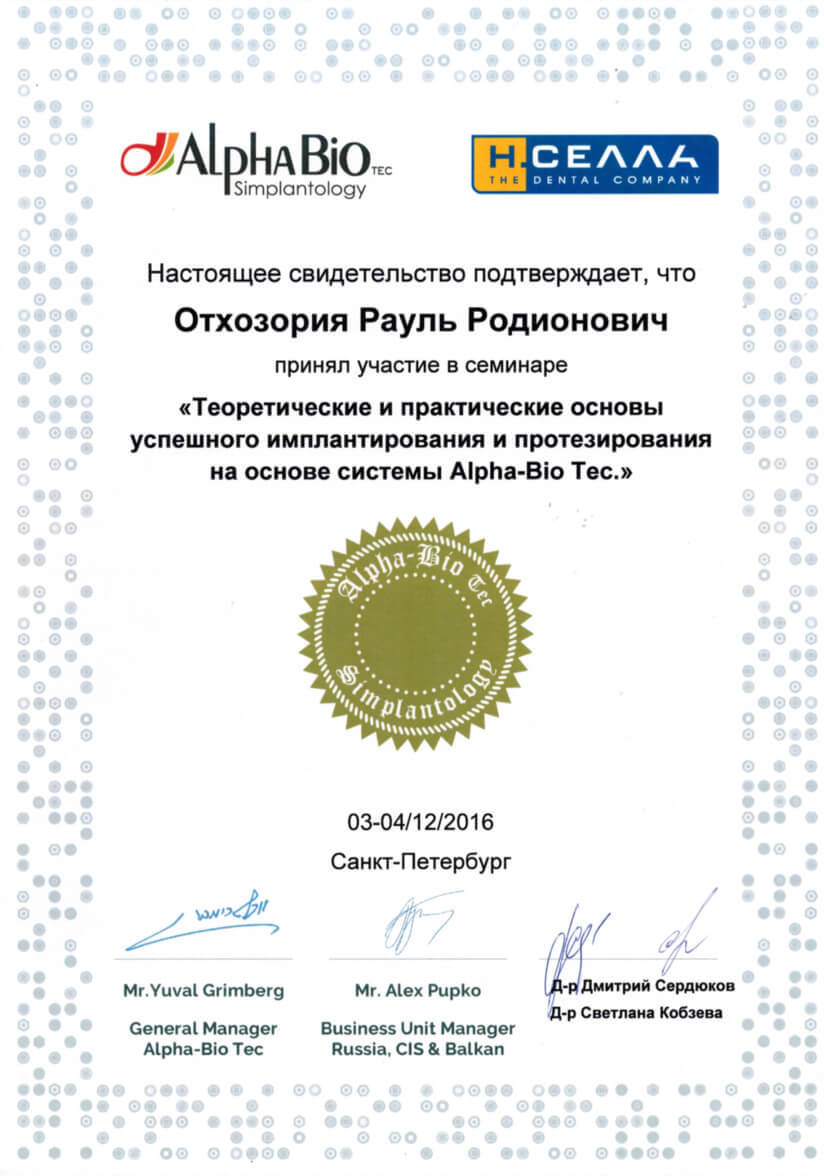 AlphaBio TEC
Simplantology
Н.СЕЛЛА
THE DENTAL COMPANY
Настоящее свидетельство подтверждает, что
Отхозория Рауль Родионович
принял участие в семинаре
«Теоретические и практические основы
успешного имплантирования и протезирования
на основе системы Alpha-Bio Tec.»
Alpha-Bio Tec
Simplantology
03-04/12/2016
Санкт-Петербург
Mr.Yuval Grimberg
General Manager
Alpha-Bio Tec
Mr. Alex Pupko
Business Unit Manager
Russia, CIS & Balkan
Д-р Дмитрий Сердюков
Д-р Светлана Кобзева